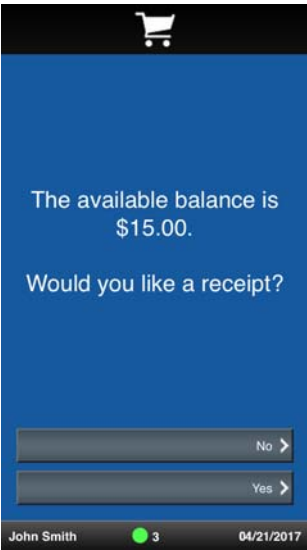 The available balance is
$15.00.
Would you like a receipt?
No
Yes
John Smith 3 04/21/2017